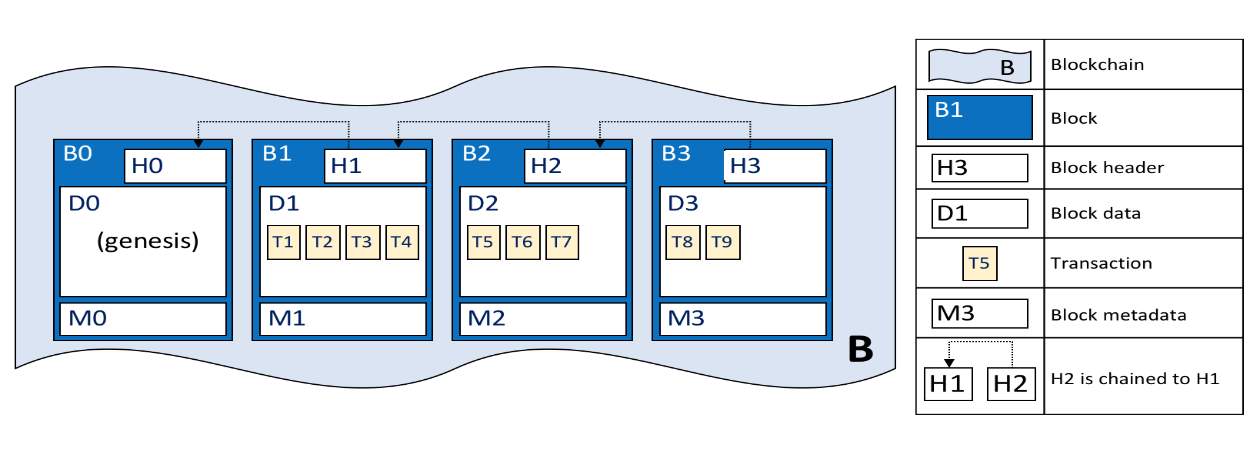 B0 H0 B1 H1 B2 H2 B3 H3
D0 D1 D2 D3
(genesis) T1 T2 T3 T4 T5 T6 T7 T8 T9
M0 M1 M2 M3
B
B Blockchain
B1 Block
H3 Block header
D1 Block data
T5 Transaction
M3 Block metadata
H1 H2 H2 is chained to H1